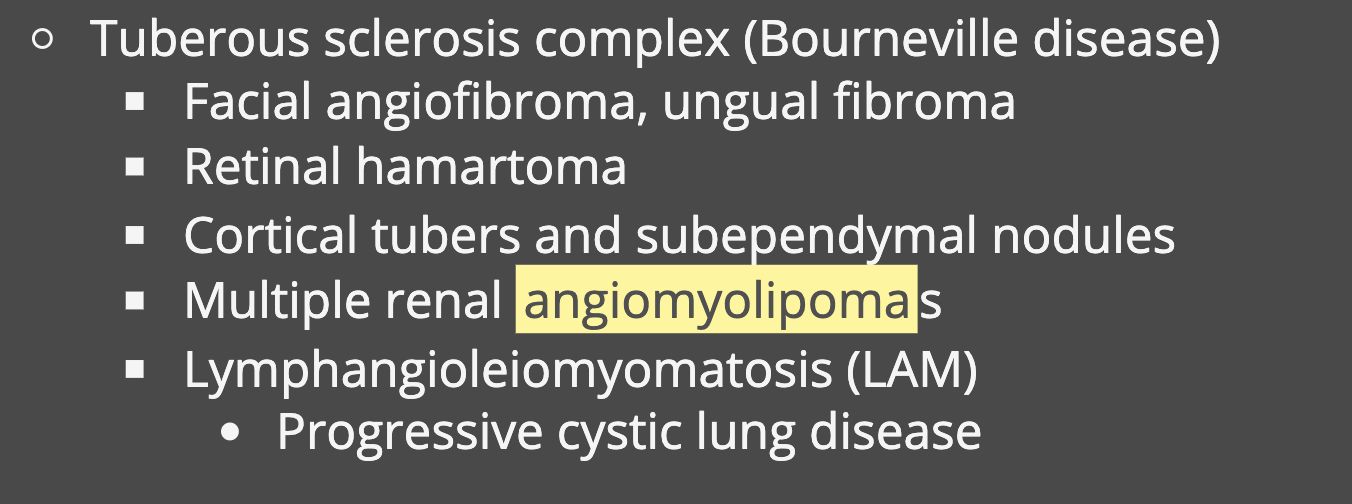 Tuberous sclerosis complex (Bourneville disease)
Facial angiofibroma, ungual fibroma
Retinal hamartoma
Cortical tubers and subependymal nodules
Multiple renal angiomyolipomas
Lymphangioleiomyomatosis (LAM)
Progressive cystic lung disease